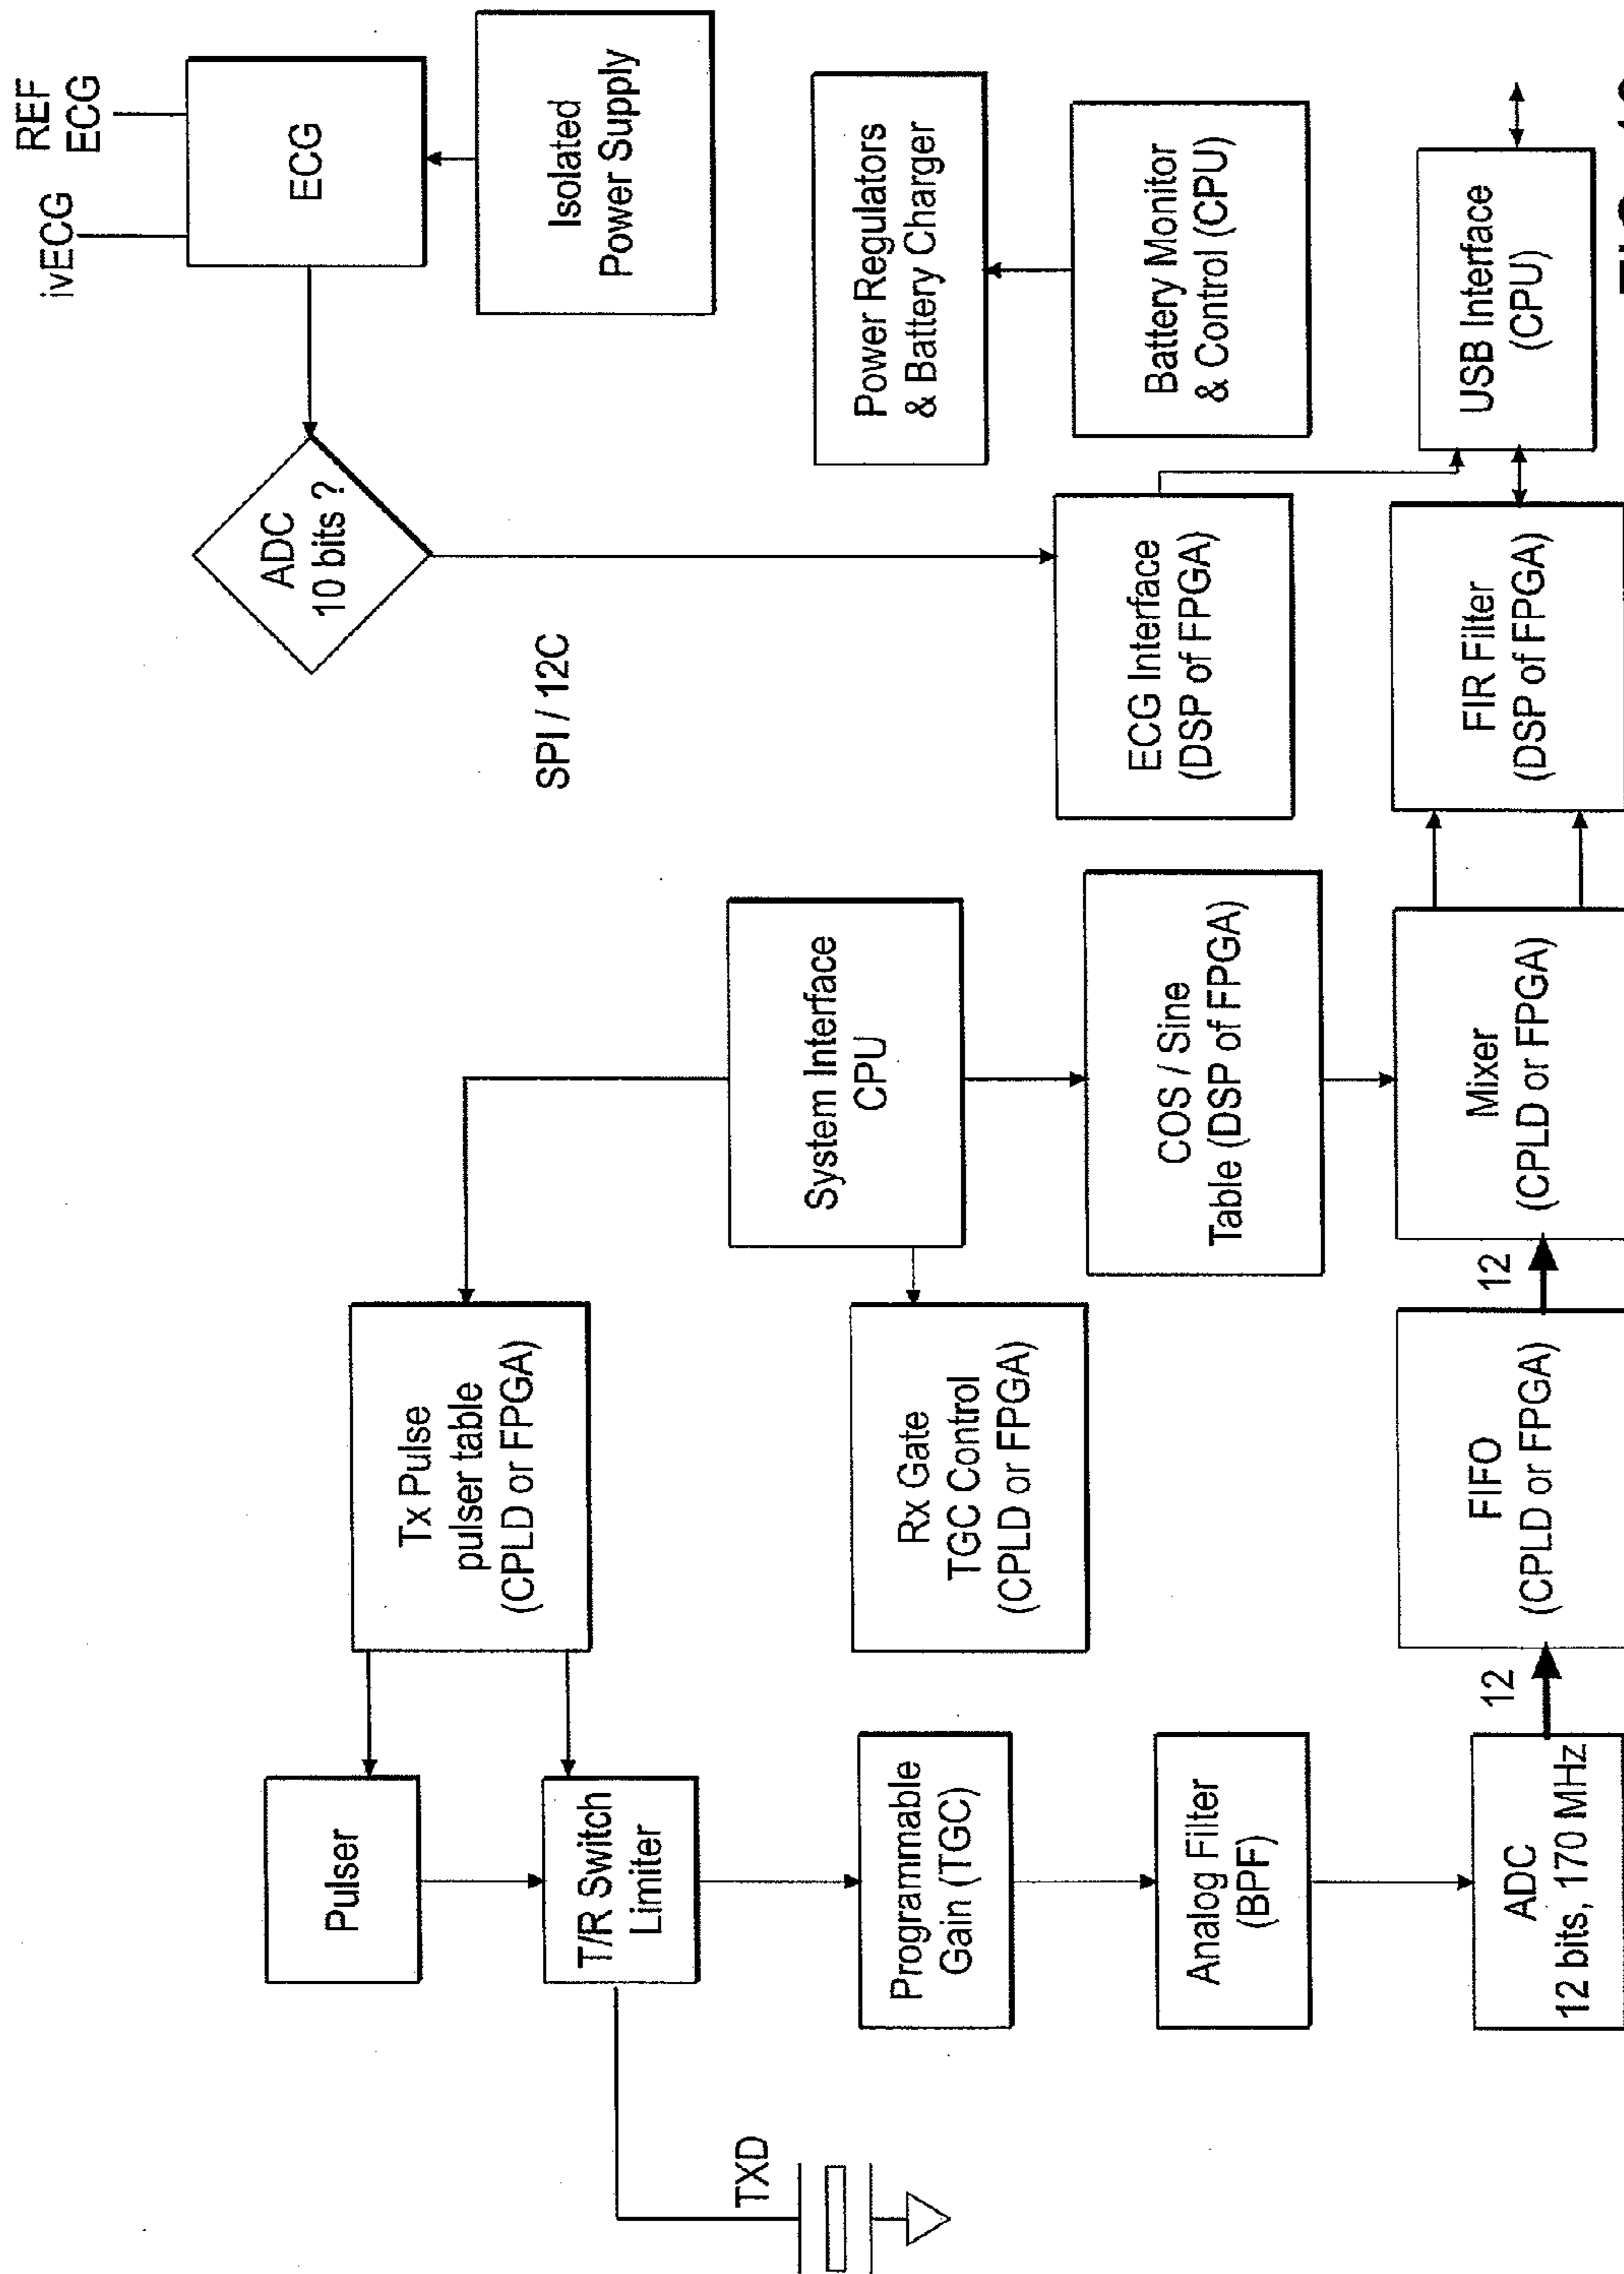 ivECG
REF
ECG
Pulser
Tx Pulse
pulser table
(CPLD or FPGA)
ADC
10 bits ?
ECG
T/R Switch
Limiter
SPI / 12C
Isolated
Power Supply
TXD
Programmable
Gain (TGC)
Rx Gate
TGC Control
(CPLD or FPGA)
System Interface
CPU
Power Regulators
& Battery Charger
Analog Filter
(BPF)
COS / Sine
Table (DSP of FPGA)
ECG Interface
(DSP of FPGA)
Battery Monitor
& Control (CPU)
ADC
12 bits, 170 MHz
12
FIFO
(CPLD or FPGA)
12
Mixer
(CPLD or FPGA)
FIR Filter
(DSP of FPGA)
USB Interface
(CPU)